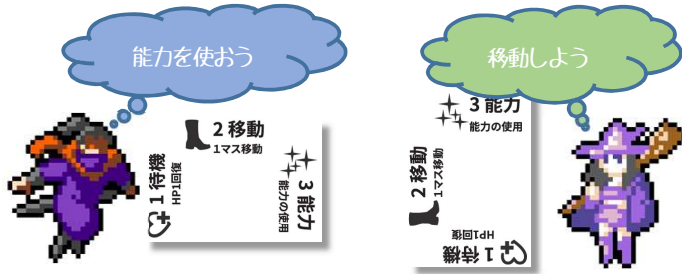 能力を使おう
2 移動
1マス移動
1 待機
HP1回復
3 能力
能力の使用
移動しよう
3 能力
能力の使用
2 移動
1マス移動
1 待機
HP1回復